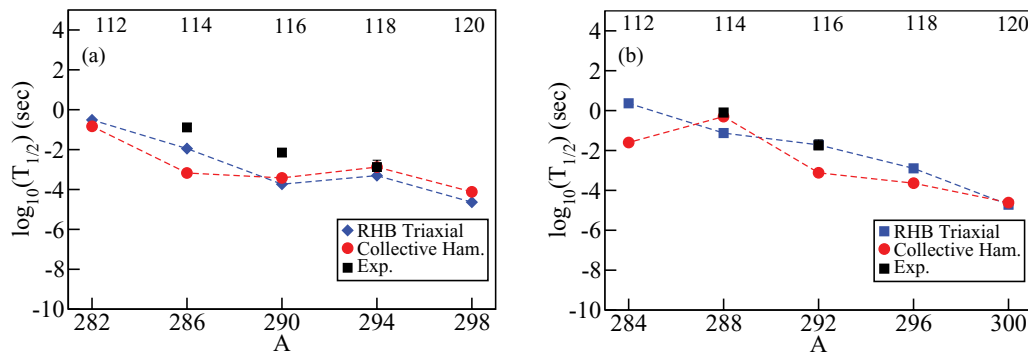 112 114 116 118 120
(a)
4
2
0
-2
-4
-6
-8
-10
log10(T1/2) (sec)
RHB Triaxial
Collective Ham.
Exp.
282 286 290 294 298
A
112 114 116 118 120
(b)
4
2
0
-2
-4
-6
-8
-10
log10(T1/2) (sec)
RHB Triaxial
Collective Ham.
Exp.
284 288 292 296 300
A